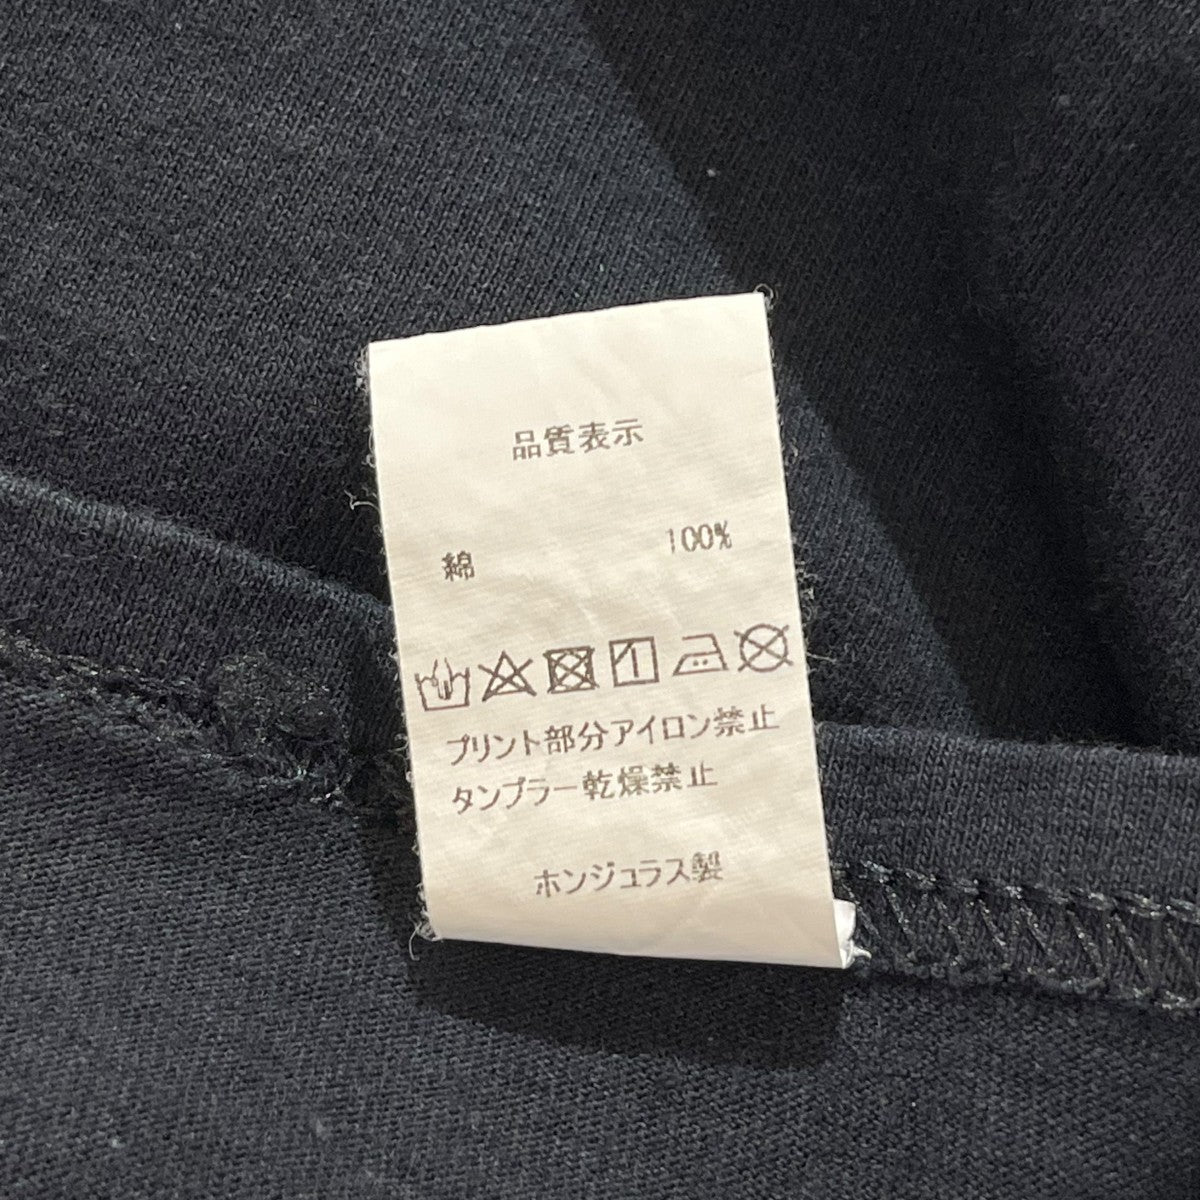 品質表示
綿 100%
プリント部分アイロン禁止
タンブラー乾燥禁止
ホンジュラス製